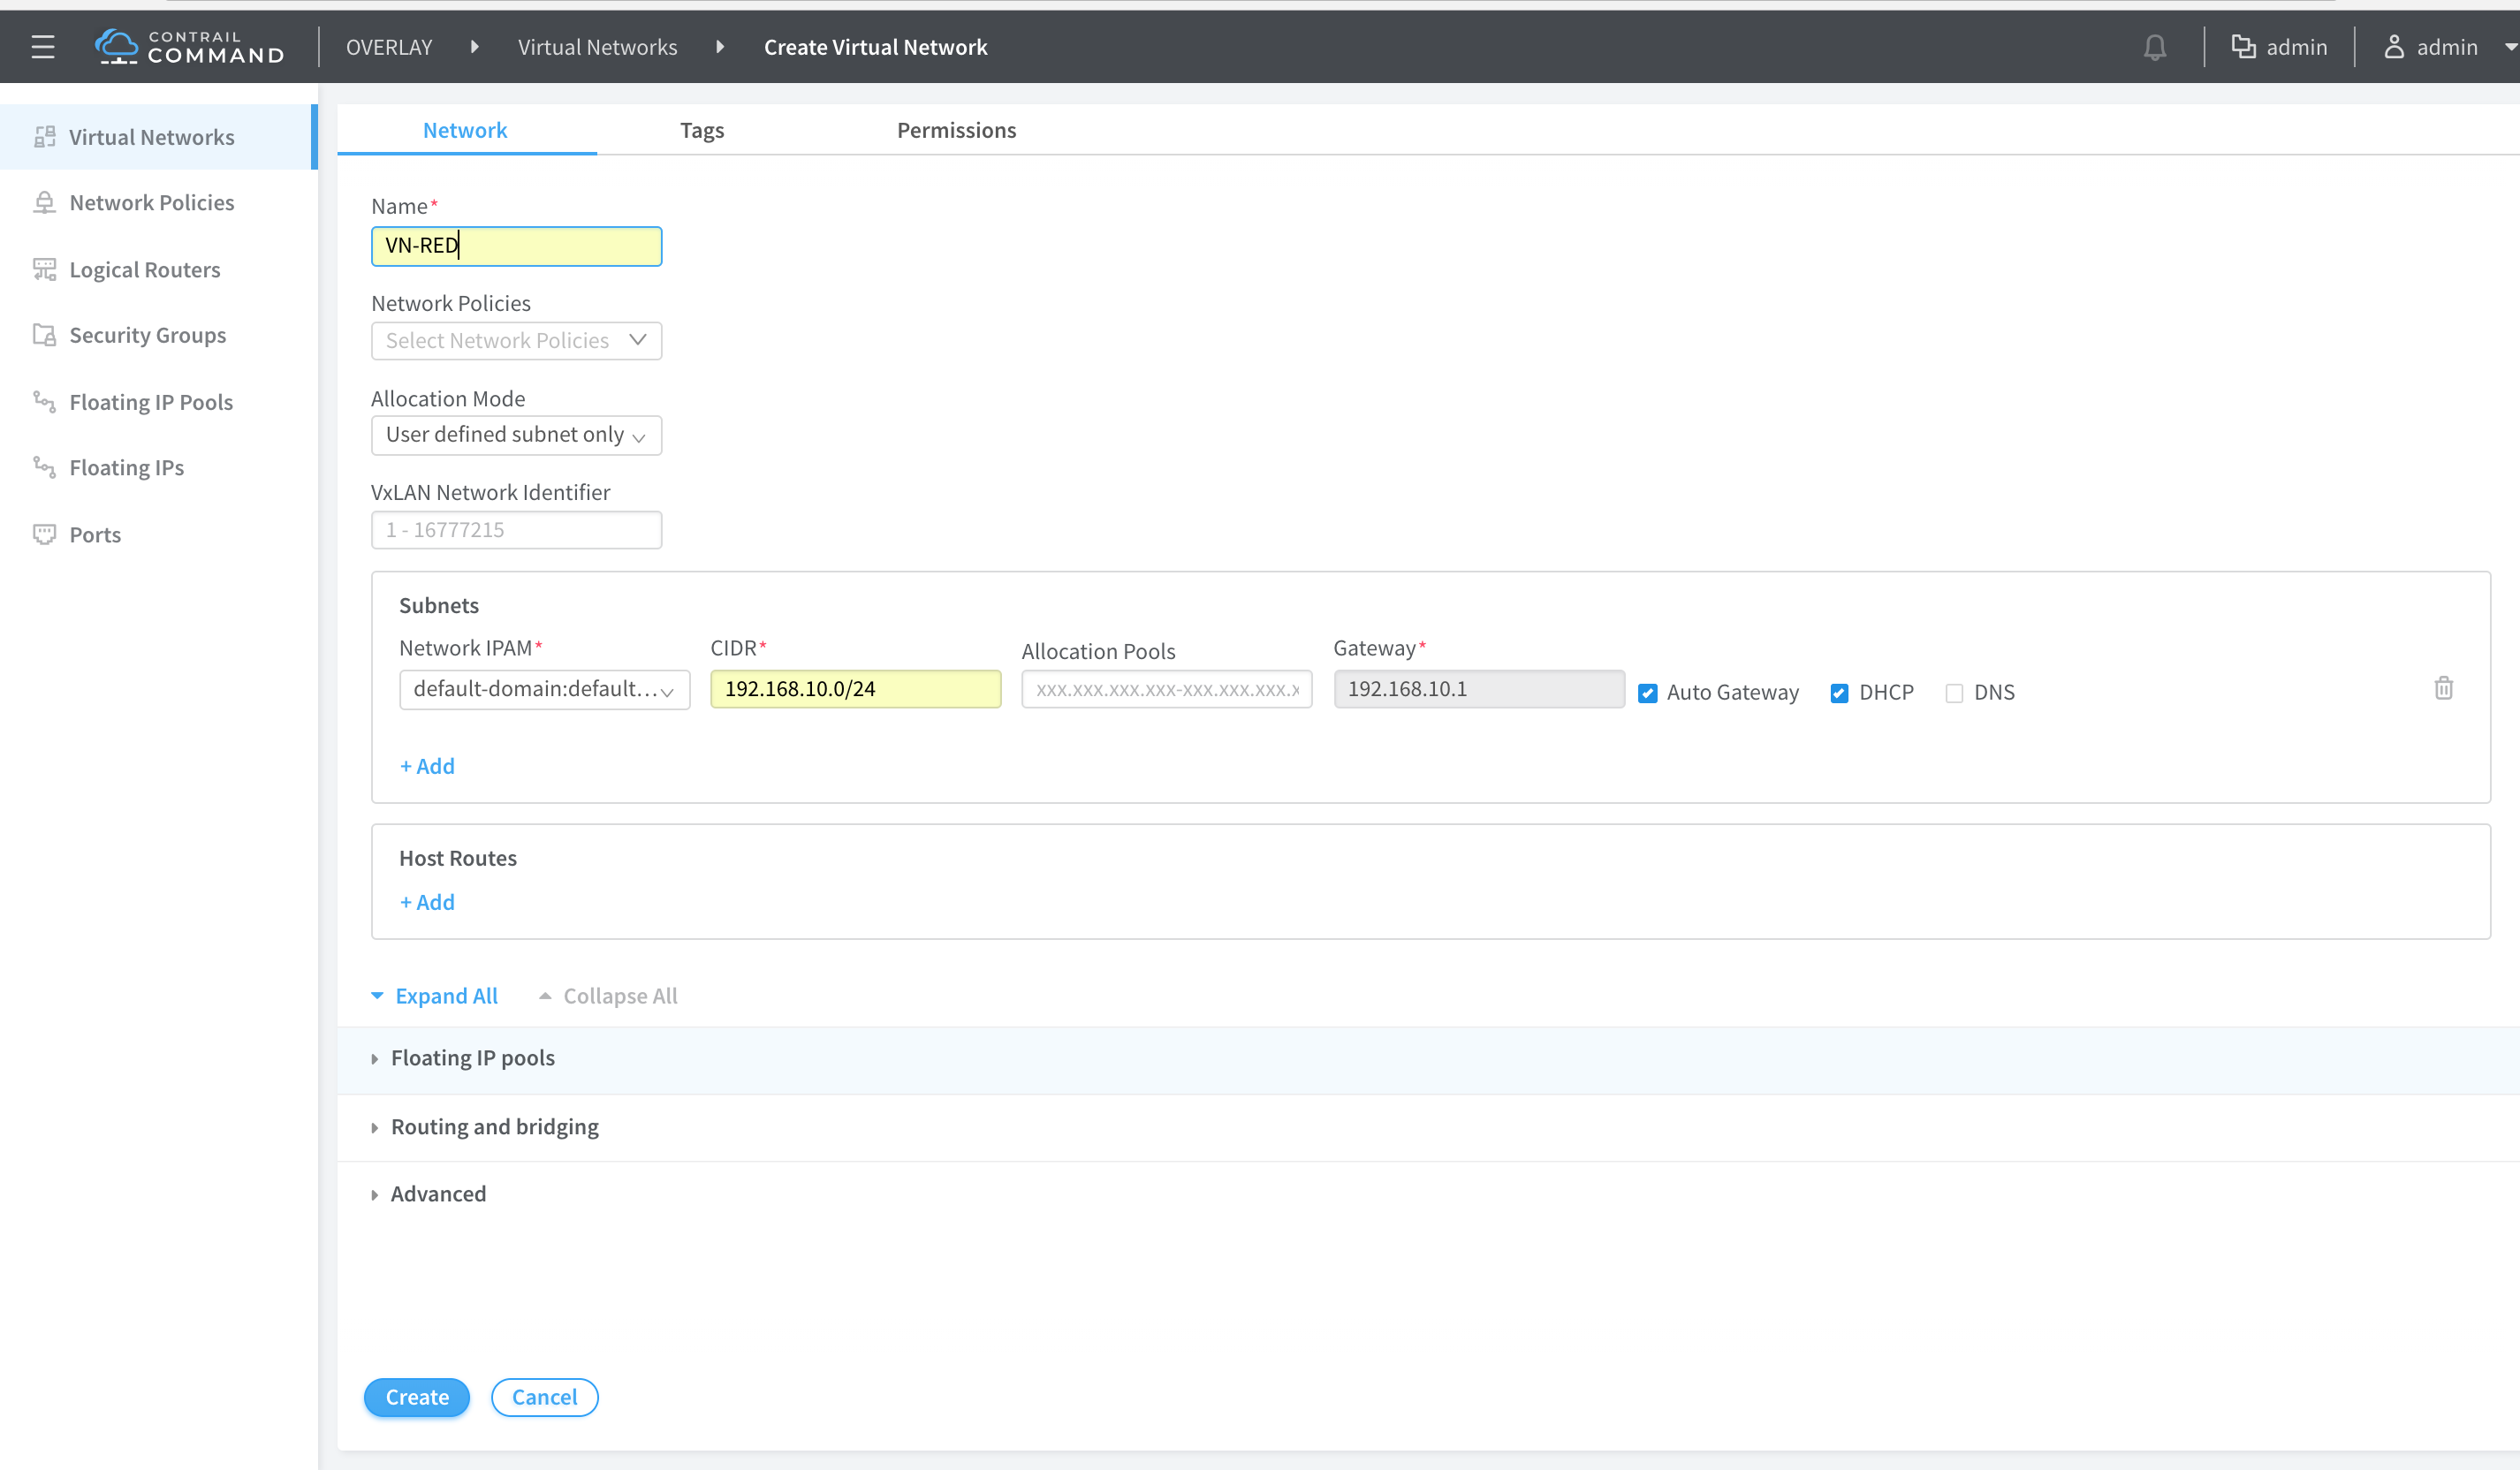 CONTRAIL
COMMAND
OVERLAY Virtual Networks Create Virtual Network admin admin
Virtual Networks
Network Policies
Logical Routers
Security Groups
Floating IP Pools
Floating IPs
Ports
Network Tags Permissions
Name*
VN-RED
Network Policies
Select Network Policies
Allocation Mode
User defined subnet only
VxLAN Network Identifier
1 - 16777215
Subnets
Network IPAM* CIDR* Allocation Pools Gateway*
default-domain:default... 192.168.10.0/24 xxx.xxx.xxx.xxx-xxx.xxx.xxx.x 192.168.10.1 Auto Gateway DHCP DNS
+ Add
Host Routes
+ Add
Expand All Collapse All
Floating IP pools
Routing and bridging
Advanced
Create Cancel